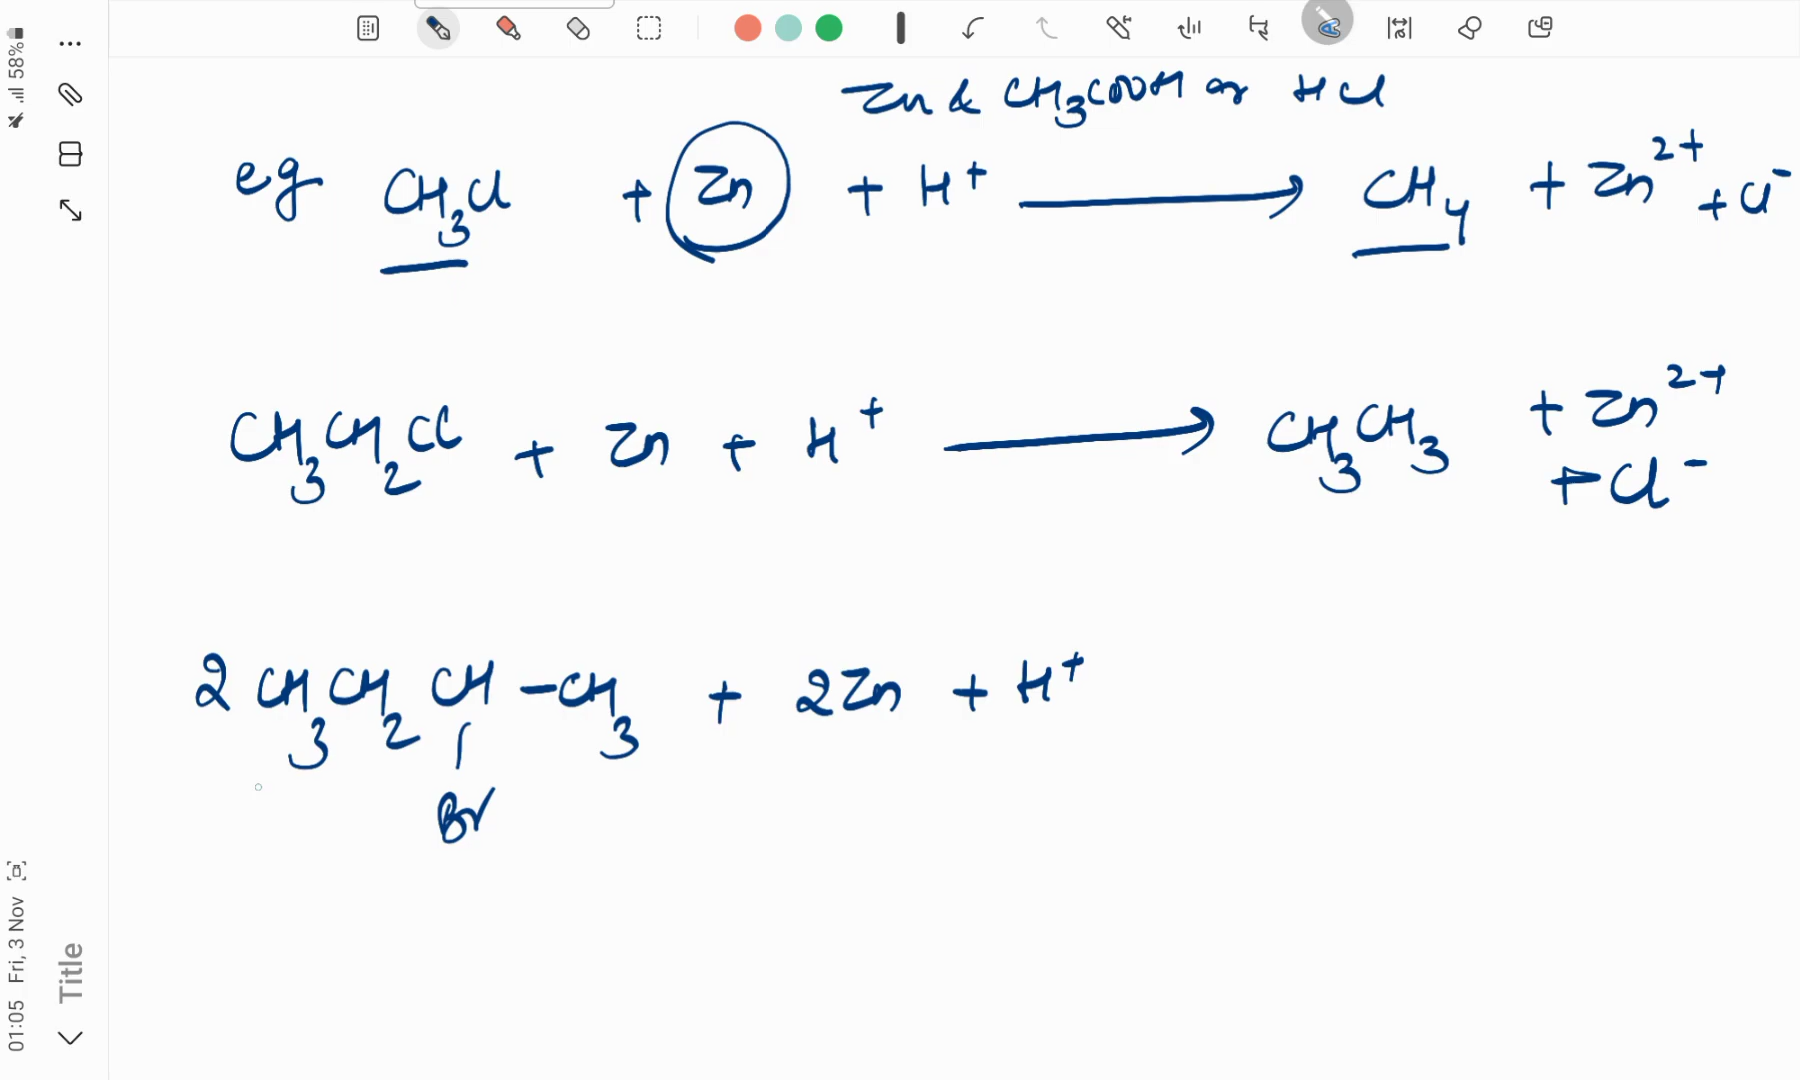 Zn & CH3COOH or HCl
eg CH3Cl + Zn + H+ ⟶ CH4 + Zn2+ + Cl-
CH3CH2Cl + Zn + H+ ⟶ CH3CH3 + Zn2+
+ Cl-
2 CH3CH2CH-CH3 + 2Zn + H+
Br
58%
01:05 Fri, 3 Nov
Title